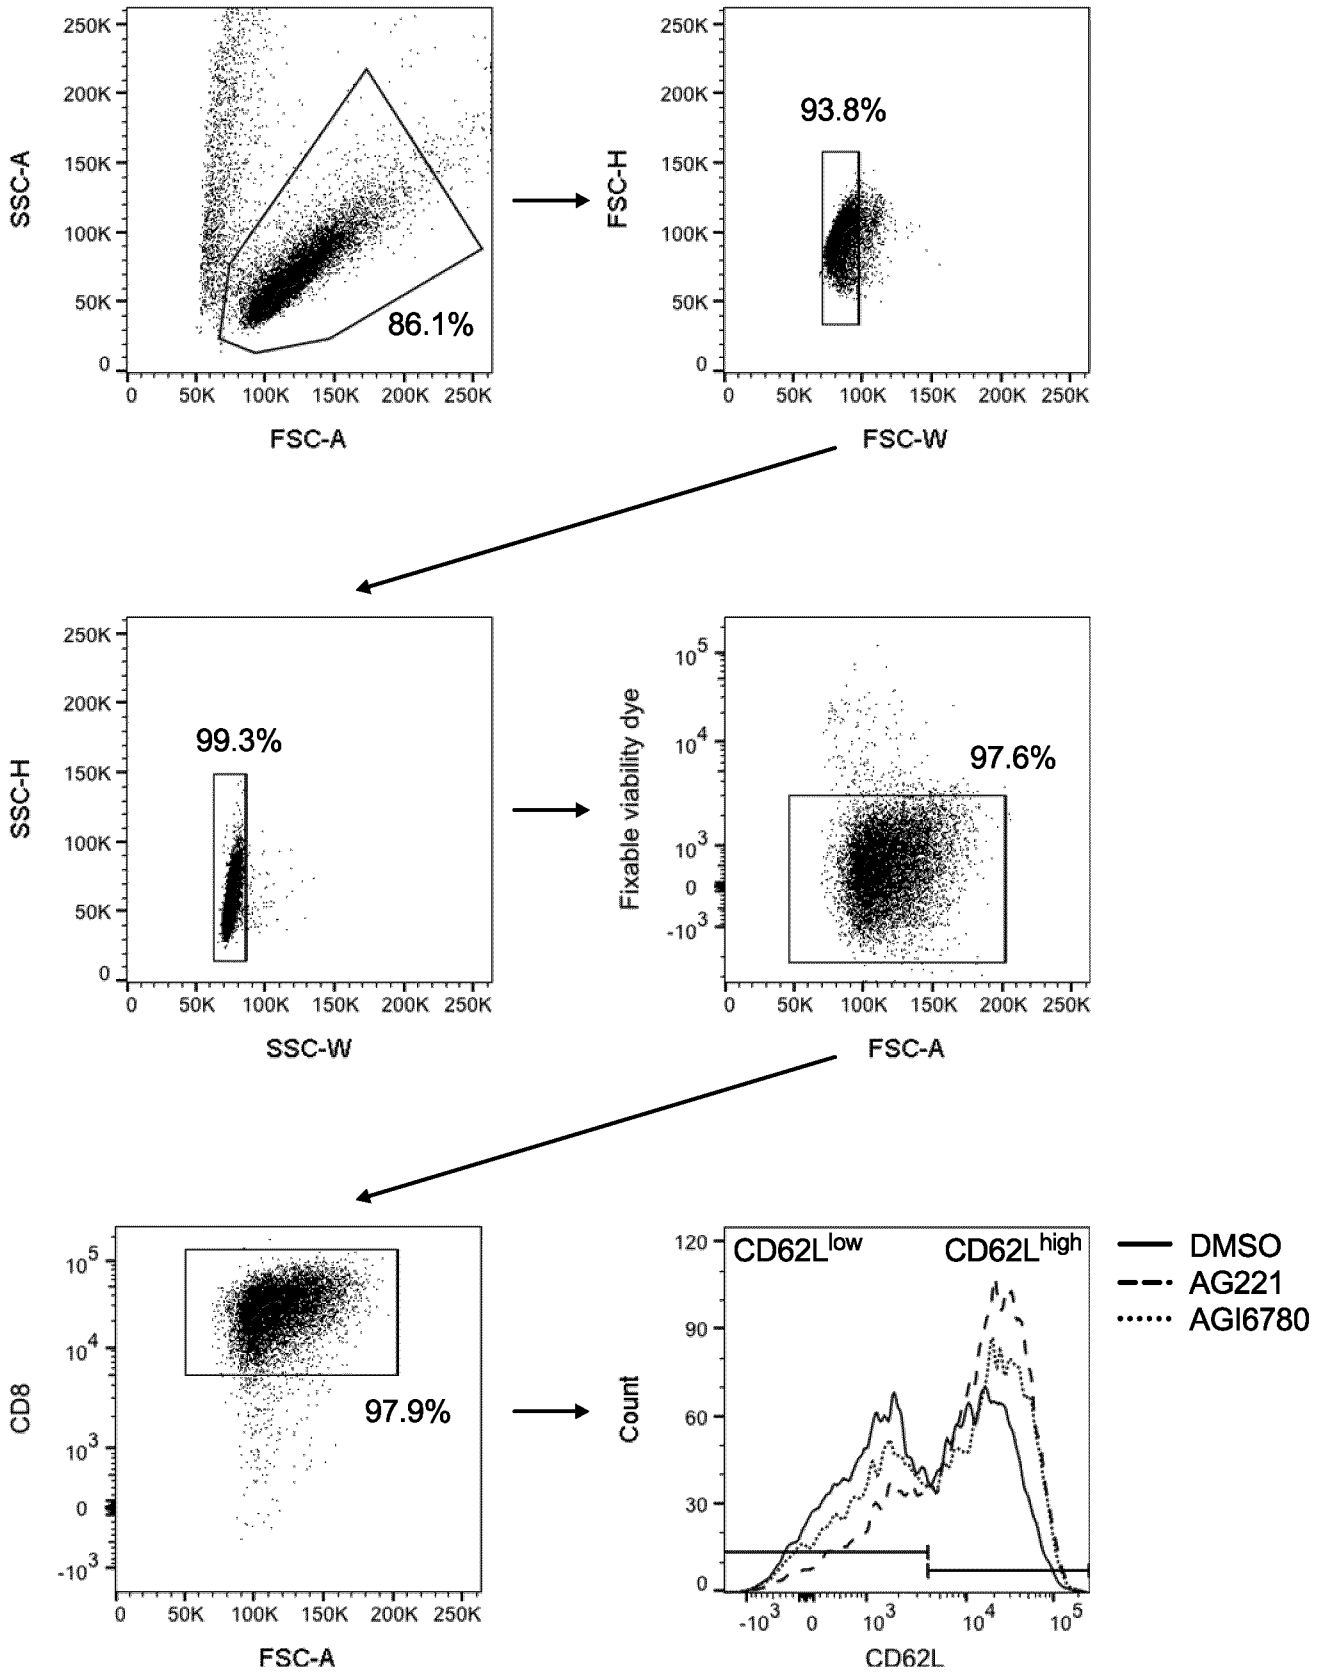 250K
200K
150K
100K
50K
0
SSC-A
86.1%
0 50K 100K 150K 200K 250K
FSC-A
250K
200K
150K
100K
50K
0
FSC-H
93.8%
0 50K 100K 150K 200K 250K
FSC-W
250K
200K
150K
100K
50K
0
SSC-H
99.3%
0 50K 100K 150K 200K 250K
SSC-W
10^5
10^4
10^3
0
-10^3
Fixable viability dye
97.6%
0 50K 100K 150K 200K 250K
FSC-A
10^5
10^4
10^3
0
-10^3
CD8
97.9%
0 50K 100K 150K 200K 250K
FSC-A
120
90
60
30
0
Count
CD62L^low CD62L^high
-10^3 0 10^3 10^4 10^5
CD62L
DMSO
AG221
AGI6780